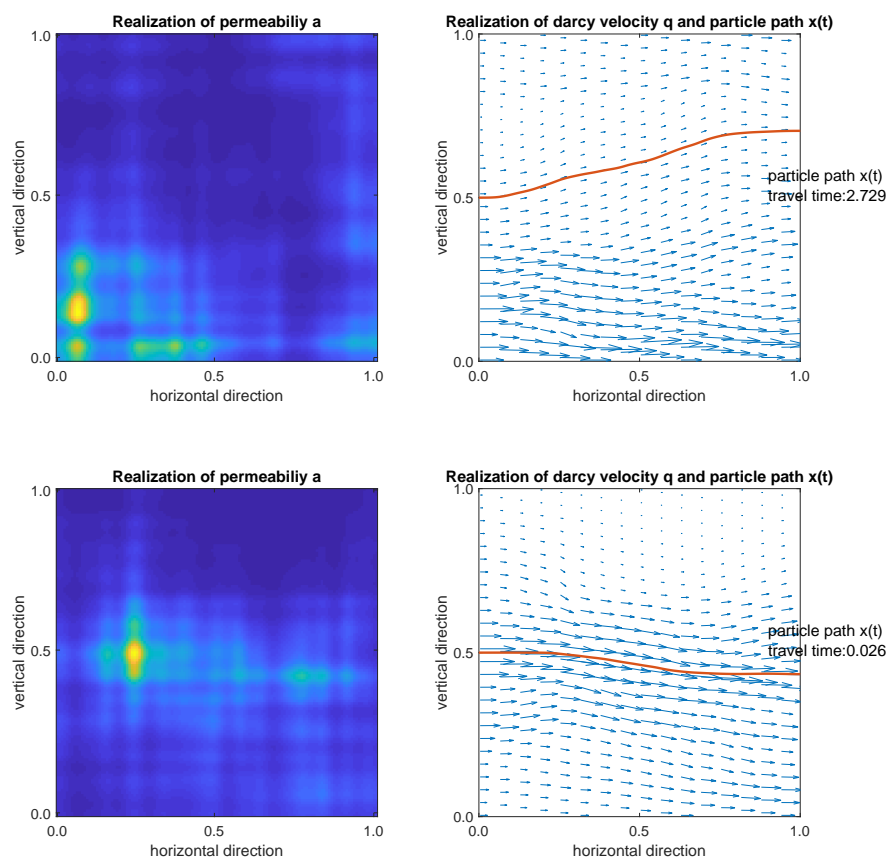 Realization of permeabiliy a
1.0
0.5
0.0
vertical direction
0.0
0.5
1.0
horizontal direction
Realization of darcy velocity q and particle path x(t)
1.0
0.5
0.0
vertical direction
particle path x(t)
travel time:2.729
0.0
0.5
1.0
horizontal direction
Realization of permeabiliy a
1.0
0.5
0.0
vertical direction
0.0
0.5
1.0
horizontal direction
Realization of darcy velocity q and particle path x(t)
1.0
0.5
0.0
vertical direction
particle path x(t)
travel time:0.026
0.0
0.5
1.0
horizontal direction